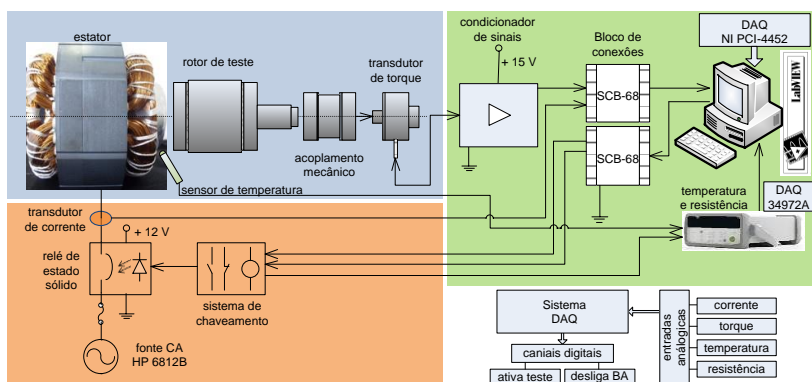 estator
rotor de teste
transdutor
de torque
acoplamento
mecânico
sensor de temperatura
condicionador
de sinais
+ 15 V
Bloco de
conexões
SCB-68
SCB-68
DAQ
NI PCI-4452
LabVIEW
temperatura
e resistência
DAQ
34972A
transdutor
de corrente
+ 12 V
relé de
estado
sólido
sistema de
chaveamento
fonte CA
HP 6812B
Sistema
DAQ
caniais digitais
ativa teste
desliga BA
entradas
análogicas
corrente
torque
temperatura
resistência